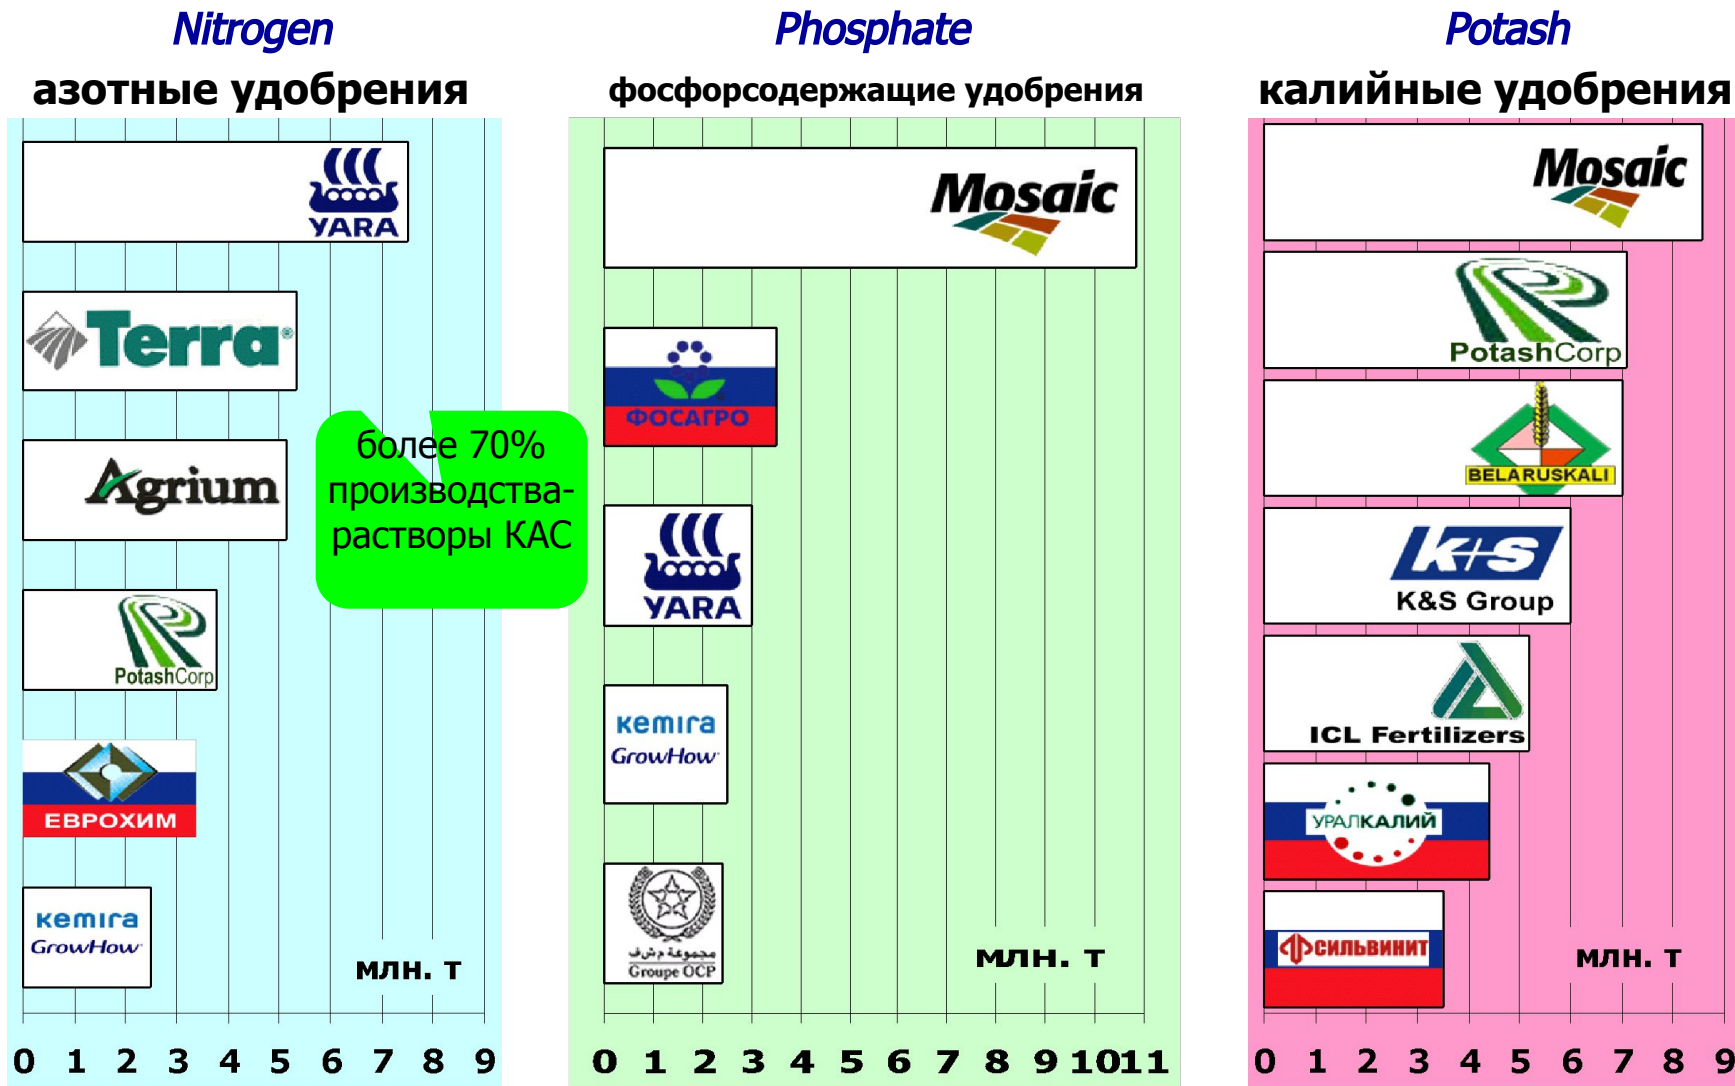 Nitrogen
азотные удобрения
YARA
Terra®
Agrium
более 70%
производства-
растворы КАС
PotashCorp
ЕВРОХИМ
кemira
GrowHow
млн. т
0 1 2 3 4 5 6 7 8 9
Phosphate
фосфорсодержащие удобрения
Mosaic
ФОСАГРО
YARA
кemira
GrowHow
مجموعة م ش ف
Groupe OCP
млн. т
0 1 2 3 4 5 6 7 8 9 10 11
Potash
калийные удобрения
Mosaic
PotashCorp
BELARUSKALI
K+S
K&S Group
ICL Fertilizers
УРАЛКАЛИЙ
СИЛЬВИНИТ
млн. т
0 1 2 3 4 5 6 7 8 9